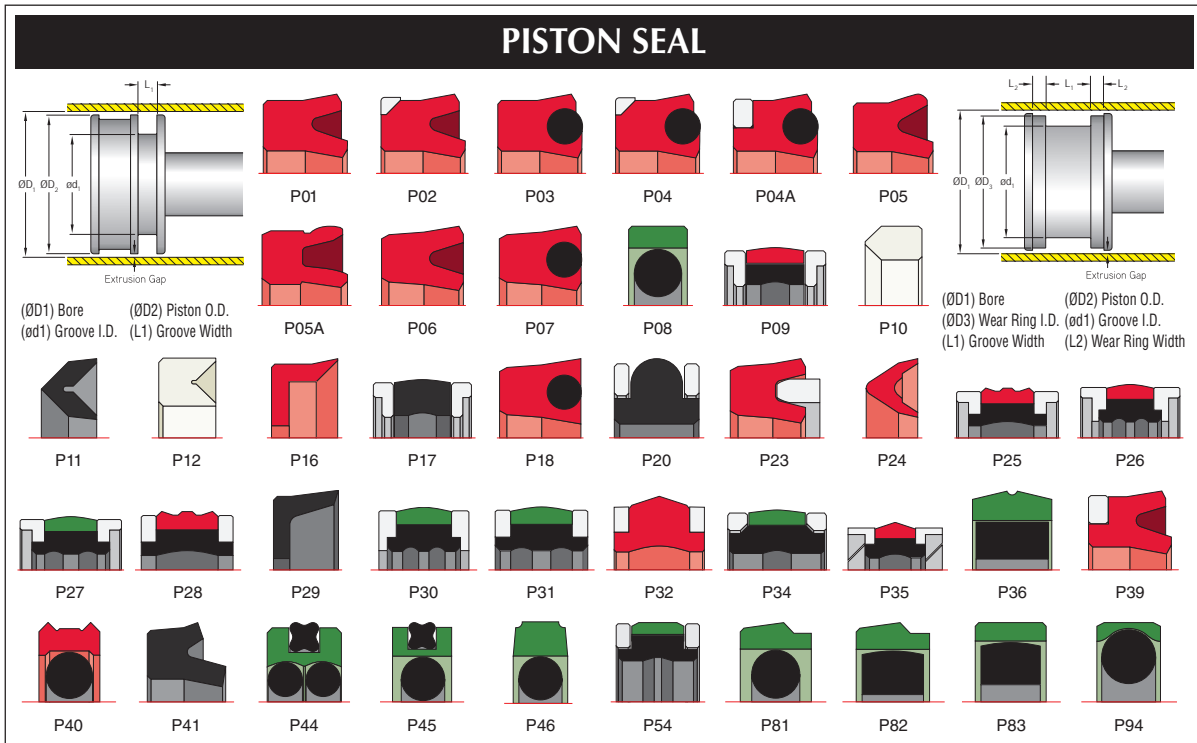 PISTON SEAL
L1
ØD1
ØD2
ød1
Extrusion Gap
(ØD1) Bore (ØD2) Piston O.D.
(ød1) Groove I.D. (L1) Groove Width
L2 L1 L2
ØD1
ØD3
ød1
Extrusion Gap
(ØD1) Bore (ØD2) Piston O.D.
(ØD3) Wear Ring I.D. (ød1) Groove I.D.
(L1) Groove Width (L2) Wear Ring Width
P01 P02 P03 P04 P04A P05
P05A P06 P07 P08 P09 P10
P11 P12 P16 P17 P18 P20 P23 P24 P25 P26
P27 P28 P29 P30 P31 P32 P34 P35 P36 P39
P40 P41 P44 P45 P46 P54 P81 P82 P83 P94